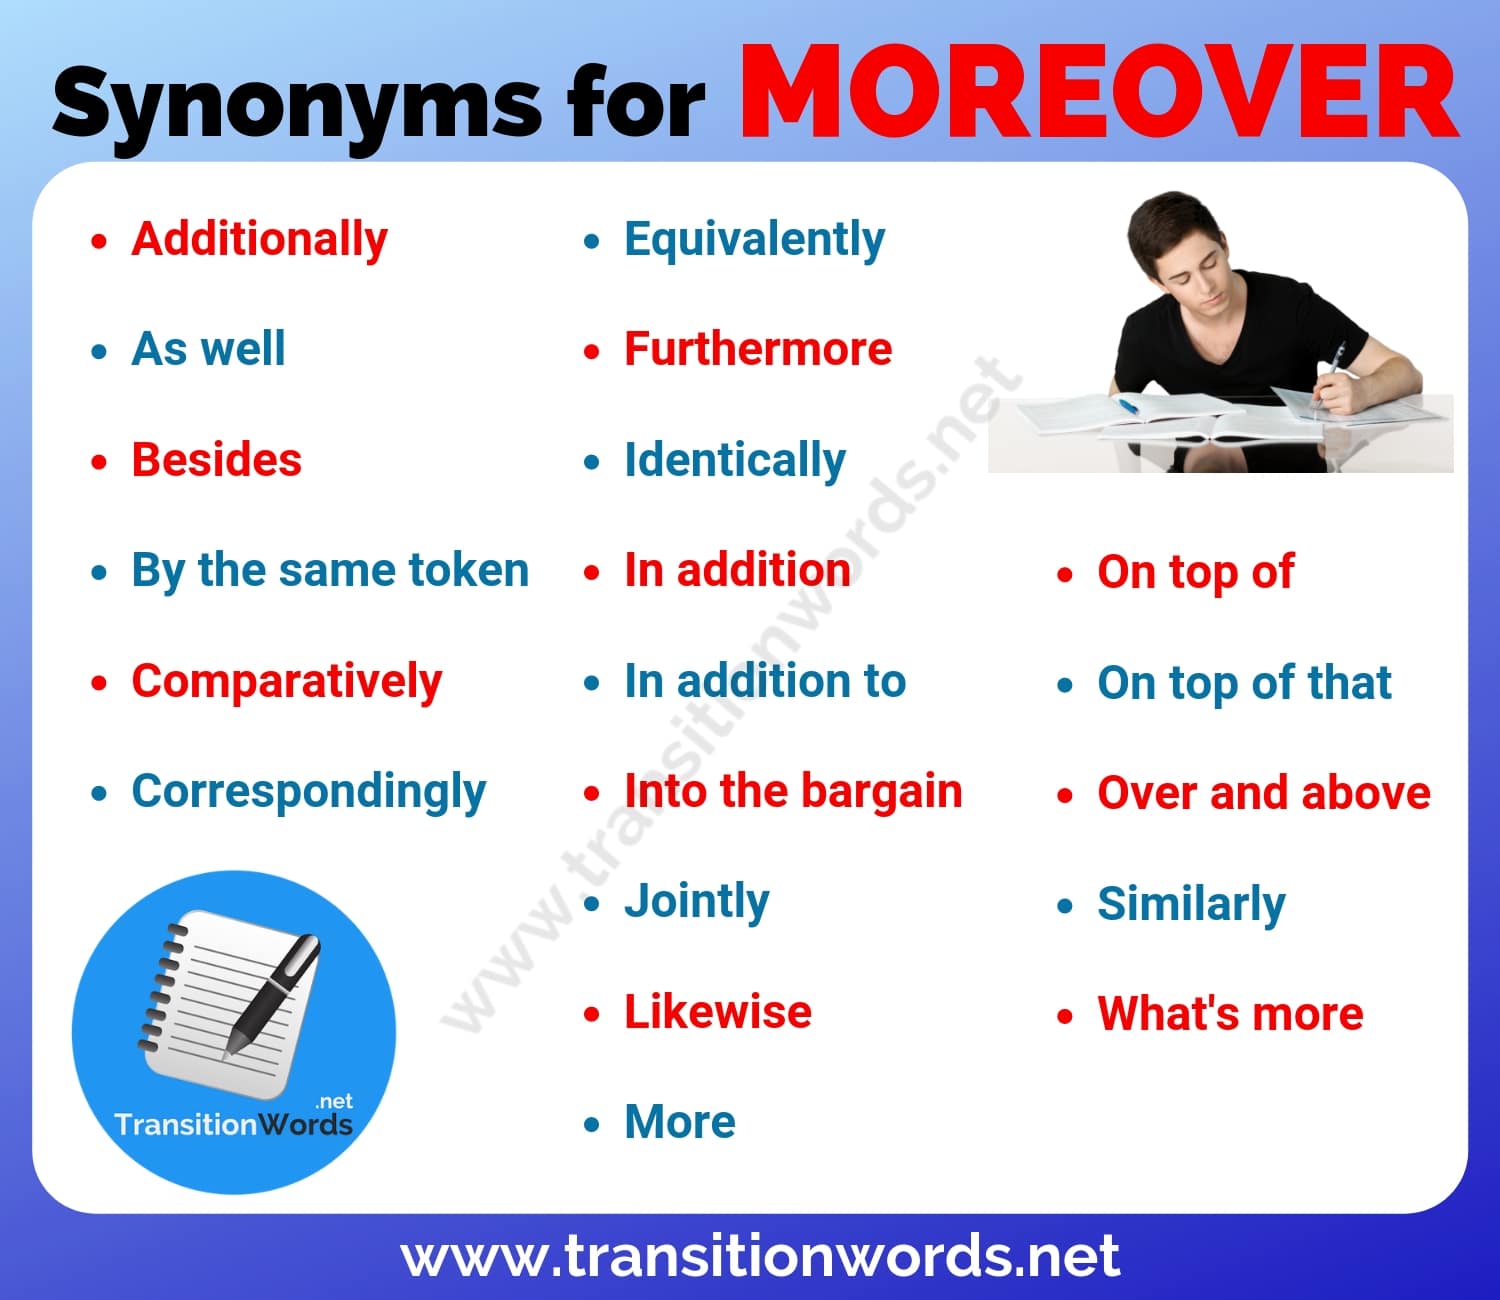 Synonyms for MOREOVER
Additionally
As well
Besides
By the same token
Comparatively
Correspondingly
Equivalently
Furthermore
Identically
In addition
In addition to
Into the bargain
Jointly
Likewise
More
On top of
On top of that
Over and above
Similarly
What's more
www.transitionwords.net
.net
TransitionWords
www.transitionwords.net